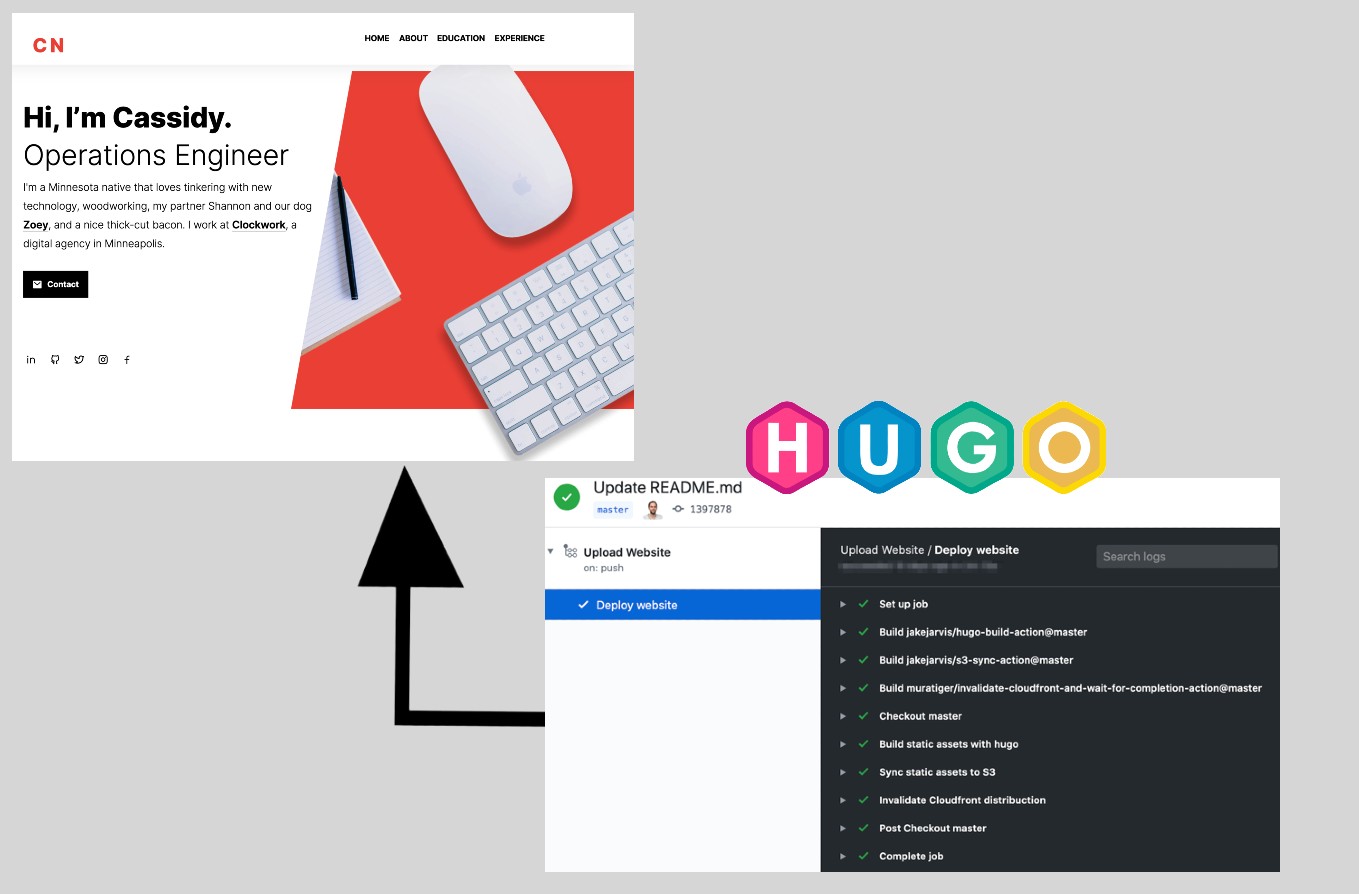 CN
HOME ABOUT EDUCATION EXPERIENCE
Hi, I'm Cassidy.
Operations Engineer
I'm a Minnesota native that loves tinkering with new
technology, woodworking, my partner Shannon and our dog
Zoey, and a nice thick-cut bacon. I work at Clockwork, a
digital agency in Minneapolis.
Contact
in
HUGO
Update README.md
master 1397878
Upload Website
on: push
Deploy website
Upload Website / Deploy website
Search logs
Set up job
Build jakejarvis/hugo-build-action@master
Build jakejarvis/s3-sync-action@master
Build muratiger/invalidate-cloudfront-and-wait-for-completion-action@master
Checkout master
Build static assets with hugo
Sync static assets to S3
Invalidate Cloudfront distribuction
Post Checkout master
Complete job